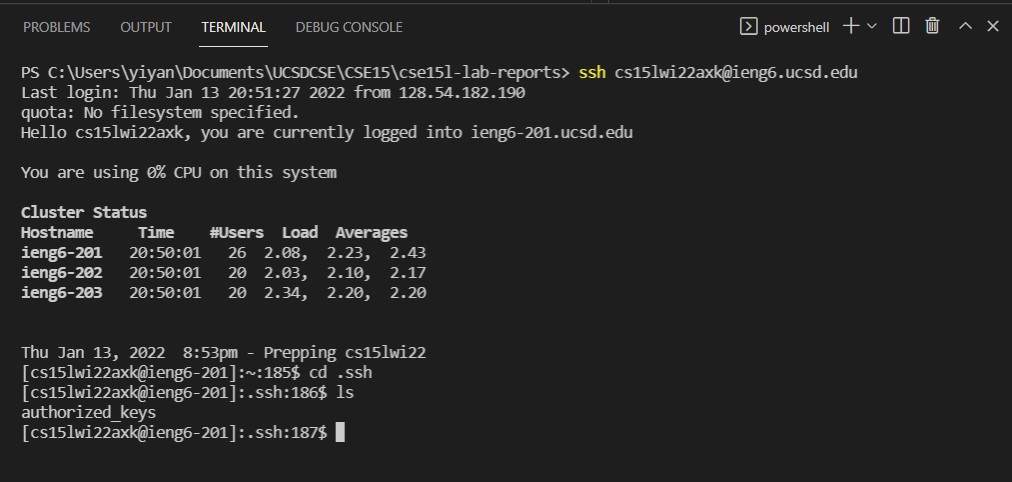 PROBLEMS OUTPUT TERMINAL DEBUG CONSOLE powershell
PS C:\Users\yiyan\Documents\UCSDCSE\CSE15\cse15l-lab-reports> ssh cs15lwi22axk@ieng6.ucsd.edu
Last login: Thu Jan 13 20:51:27 2022 from 128.54.182.190
quota: No filesystem specified.
Hello cs15lwi22axk, you are currently logged into ieng6-201.ucsd.edu
You are using 0% CPU on this system
Cluster Status
Hostname Time #Users Load Averages
ieng6-201 20:50:01 26 2.08, 2.23, 2.43
ieng6-202 20:50:01 20 2.03, 2.10, 2.17
ieng6-203 20:50:01 20 2.34, 2.20, 2.20
Thu Jan 13, 2022 8:53pm - Prepping cs15lwi22
[cs15lwi22axk@ieng6-201]:~:185$ cd .ssh
[cs15lwi22axk@ieng6-201]:.ssh:186$ ls
authorized_keys
[cs15lwi22axk@ieng6-201]:.ssh:187$